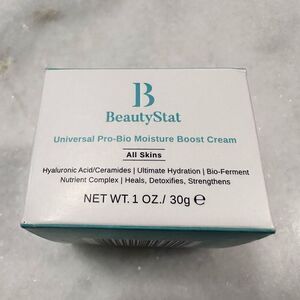 B
BeautyStat
Universal Pro-Bio Moisture Boost Cream
All Skins
Hyaluronic Acid/Ceramides | Ultimate Hydration | Bio-Ferment
Nutrient Complex | Heals, Detoxifies, Strengthens
NET WT. 1 OZ./ 30g ℮